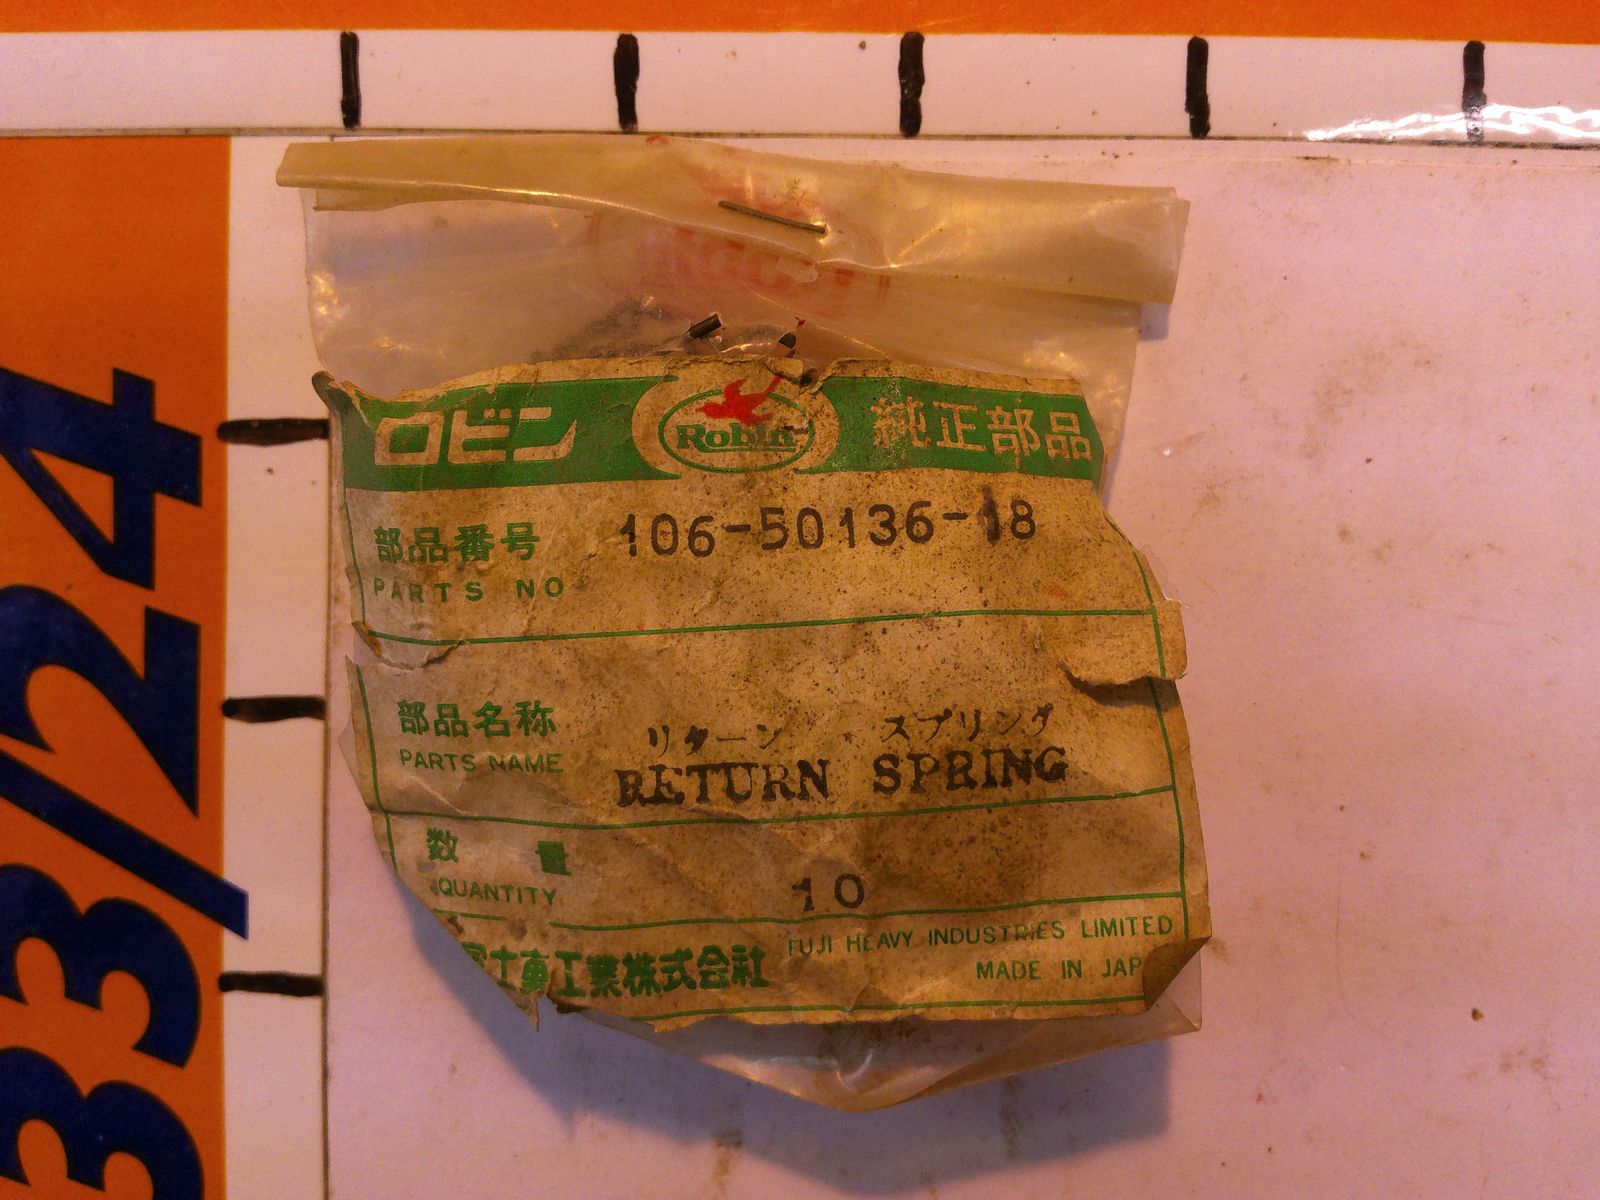 ロビン Robin 純正部品
部品番号 106-50136-18
PARTS NO
部品名称 リターン・スプリング
PARTS NAME RETURN SPRING
数量 10
QUANTITY
士重工業株式会社 FUJI HEAVY INDUSTRIES LIMITED
MADE IN JAP
33/24